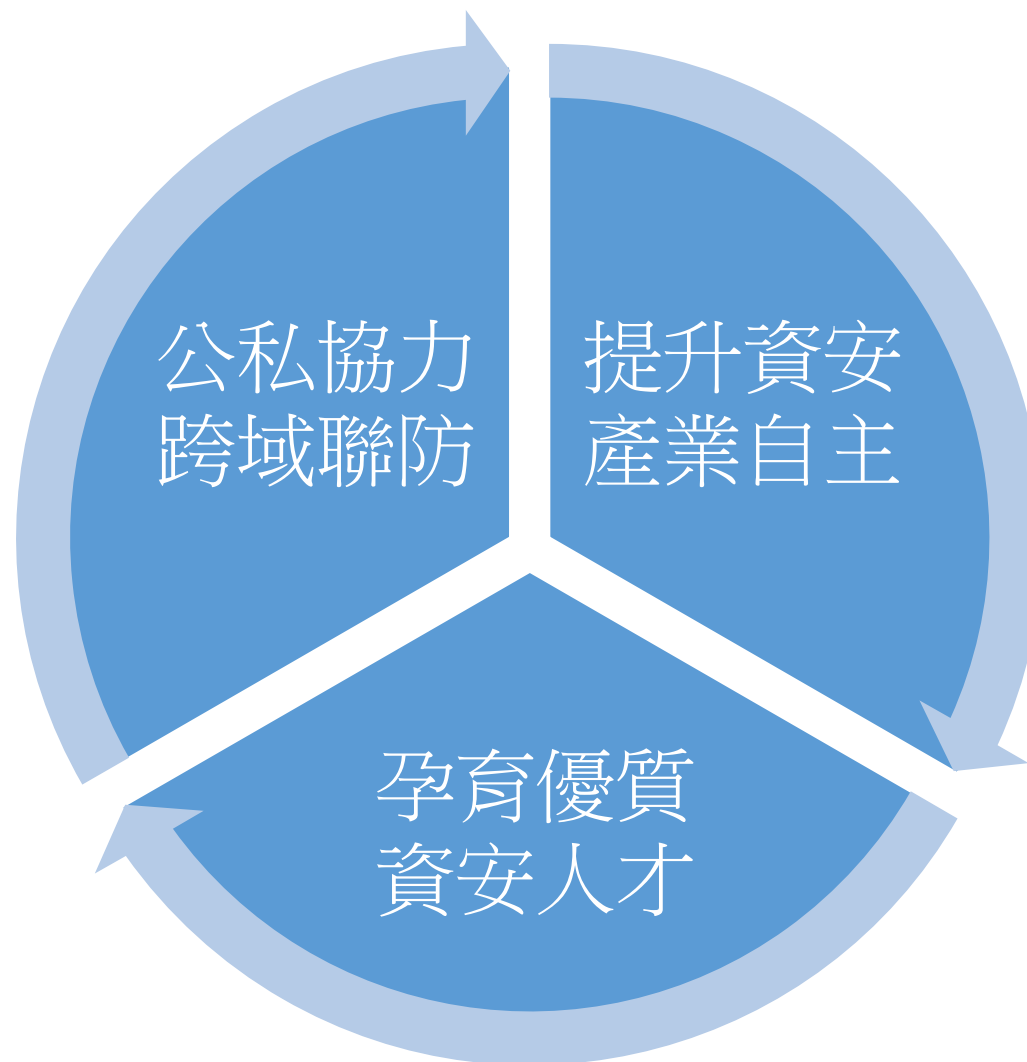 公私協力
跨域聯防
提升資安
產業自主
孕育優質
資安人才